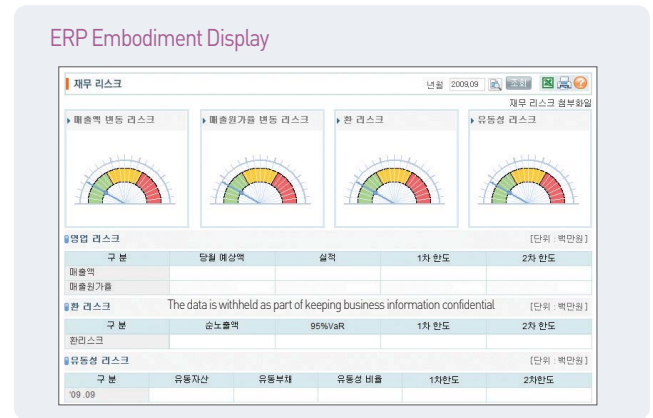 ERP Embodiment Display
재무 리스크
년월 2009.09 조회
재무 리스크 첨부화일
매출액 변동 리스크 매출원가율 변동 리스크 환 리스크 유동성 리스크
영업 리스크 [단위 : 백만원]
구 분 당월 예상액 실적 1차 한도 2차 한도
매출액
매출원가율
환 리스크 The data is withheld as part of keeping business information confidential [단위 : 백만원]
구 분 순노출액 95%VaR 1차 한도 2차 한도
환리스크
유동성 리스크 [단위 : 백만원]
구 분 유동자산 유동부채 유동성 비율 1차한도 2차한도
'09 .09